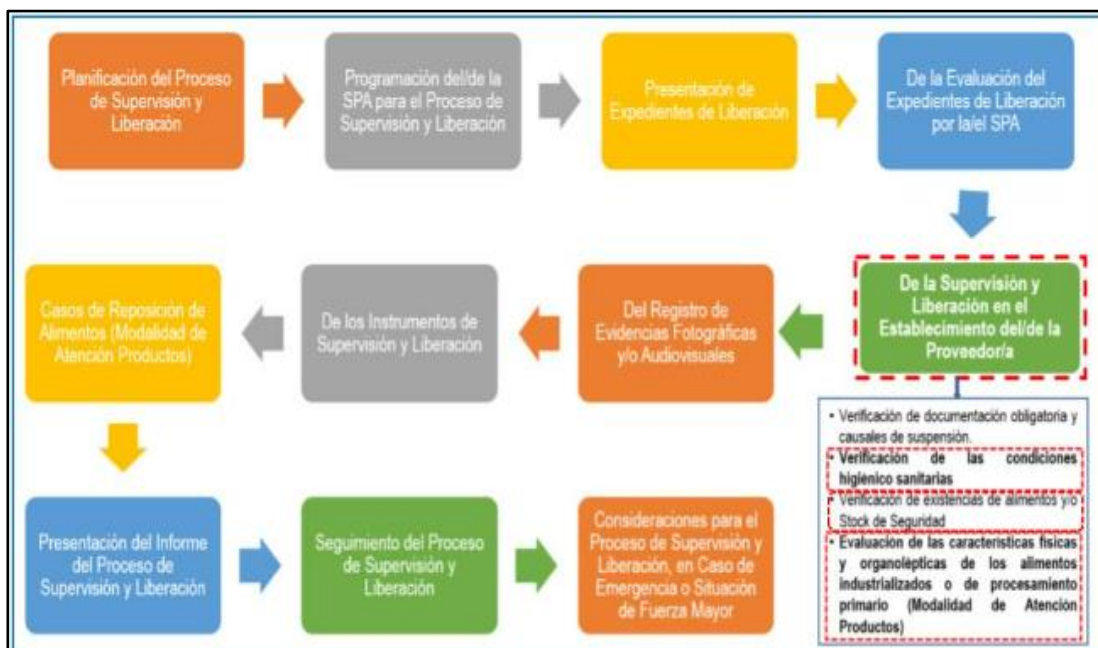 Planificación del Proceso
de Supervisión y
Liberación
Programación del/de la
SPA para el Proceso de
Supervisión y Liberación
Presentación de
Expedientes de Liberación
De la Evaluación del
Expedientes de Liberación
por la/el SPA
De la Supervisión y
Liberación en el
Establecimiento del/de la
Proveedor/a
Del Registro de
Evidencias Fotográficas
y/o Audiovisuales
De los Instrumentos de
Supervisión y Liberación
Casos de Reposición de
Alimentos (Modalidad de
Atención Productos)
• Verificación de documentación obligatoria y
causales de suspensión.
• Verificación de las condiciones
higiénico sanitarias
• Verificación de existencias de alimentos y/o
Stock de Seguridad
• Evaluación de las características físicas
y organolépticas de los alimentos
industrializados o de procesamiento
primario (Modalidad de Atención
Productos)
Presentación del Informe
del Proceso de
Supervisión y Liberación
Seguimiento del Proceso
de Supervisión y
Liberación
Consideraciones para el
Proceso de Supervisión y
Liberación, en Caso de
Emergencia o Situación
de Fuerza Mayor